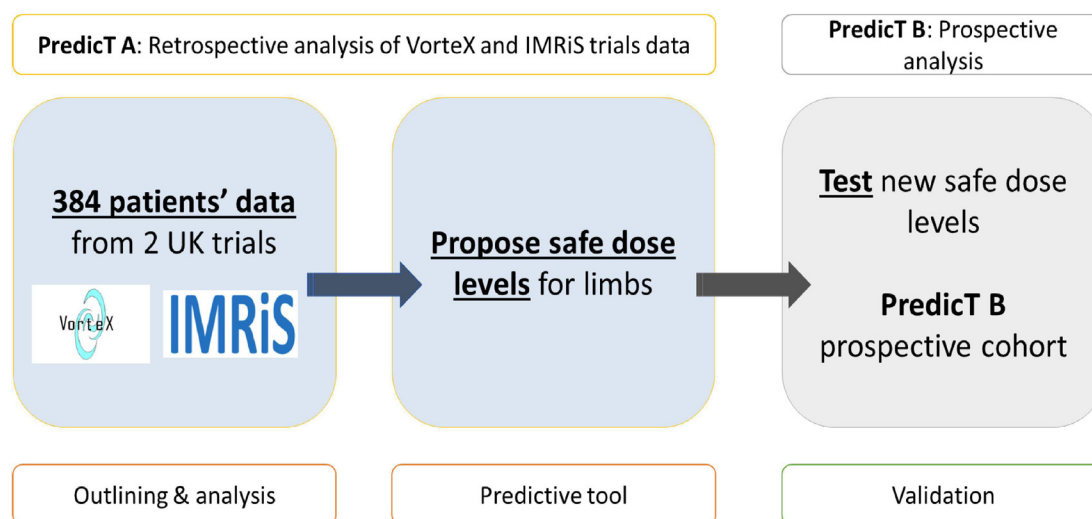 PredicT A: Retrospective analysis of VorteX and IMRiS trials data
PredicT B: Prospective
analysis
384 patients’ data
from 2 UK trials
VorteX
IMRiS
Propose safe dose
levels for limbs
Test new safe dose
levels
PredicT B
prospective cohort
Outlining & analysis
Predictive tool
Validation